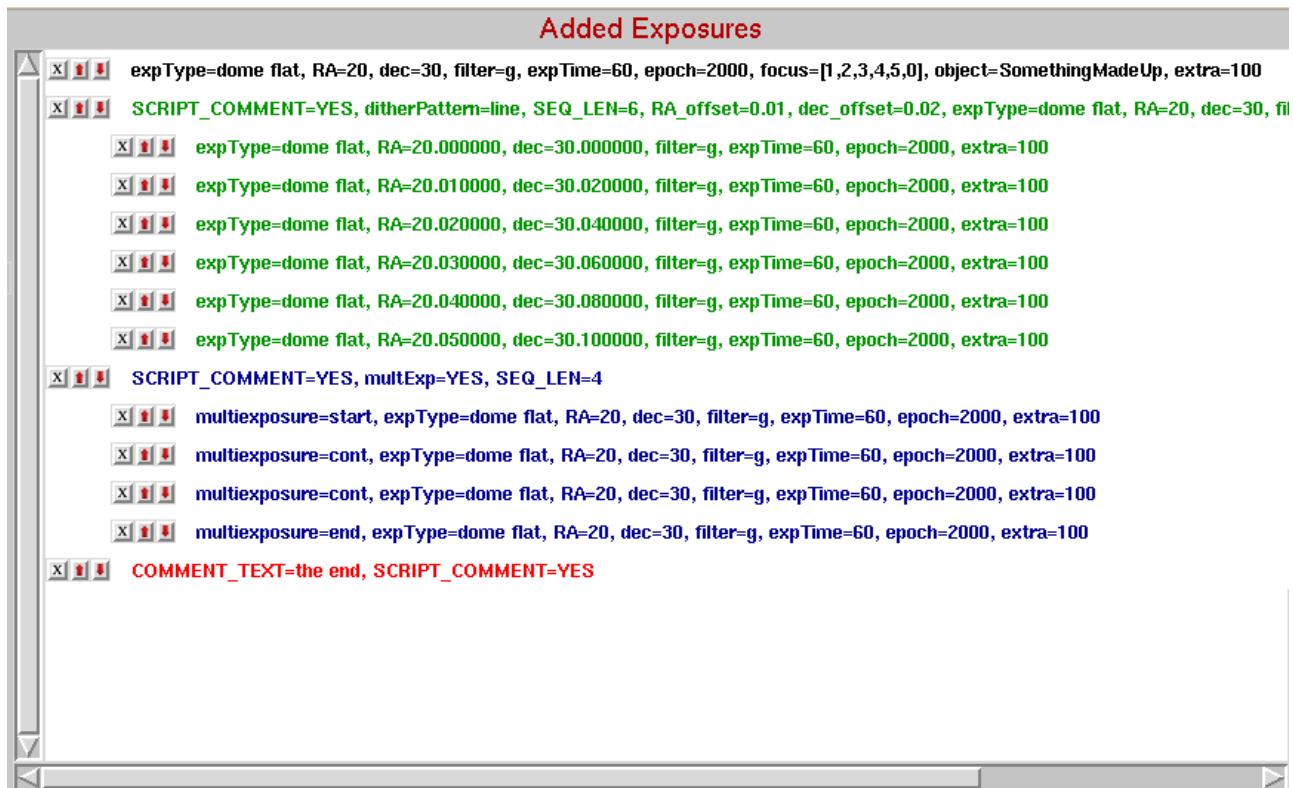 Added Exposures
X expType=dome flat, RA=20, dec=30, filter=g, expTime=60, epoch=2000, focus=[1,2,3,4,5,0], object=SomethingMadeUp, extra=100
X SCRIPT_COMMENT=YES, ditherPattern=line, SEQ_LEN=6, RA_offset=0.01, dec_offset=0.02, expType=dome flat, RA=20, dec=30,
X expType=dome flat, RA=20.000000, dec=30.000000, filter=g, expTime=60, epoch=2000, extra=100
X expType=dome flat, RA=20.010000, dec=30.020000, filter=g, expTime=60, epoch=2000, extra=100
X expType=dome flat, RA=20.020000, dec=30.040000, filter=g, expTime=60, epoch=2000, extra=100
X expType=dome flat, RA=20.030000, dec=30.060000, filter=g, expTime=60, epoch=2000, extra=100
X expType=dome flat, RA=20.040000, dec=30.080000, filter=g, expTime=60, epoch=2000, extra=100
X expType=dome flat, RA=20.050000, dec=30.100000, filter=g, expTime=60, epoch=2000, extra=100
X SCRIPT_COMMENT=YES, multExp=YES, SEQ_LEN=4
X multiexposure=start, expType=dome flat, RA=20, dec=30, filter=g, expTime=60, epoch=2000, extra=100
X multiexposure=cont, expType=dome flat, RA=20, dec=30, filter=g, expTime=60, epoch=2000, extra=100
X multiexposure=cont, expType=dome flat, RA=20, dec=30, filter=g, expTime=60, epoch=2000, extra=100
X multiexposure=end, expType=dome flat, RA=20, dec=30, filter=g, expTime=60, epoch=2000, extra=100
X COMMENT_TEXT=the end, SCRIPT_COMMENT=YES